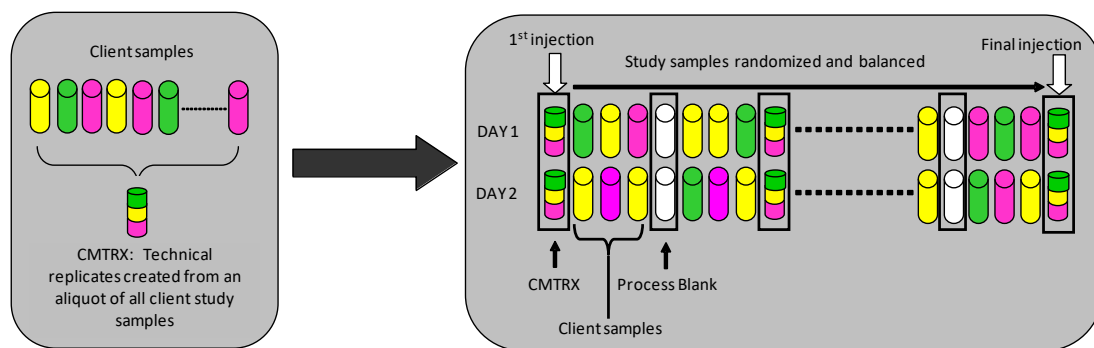 Client samples
CMTRX: Technical
replicates created from an
aliquot of all client study
samples
1st injection
Final injection
Study samples randomized and balanced
DAY 1
DAY 2
CMTRX
Process Blank
Client samples